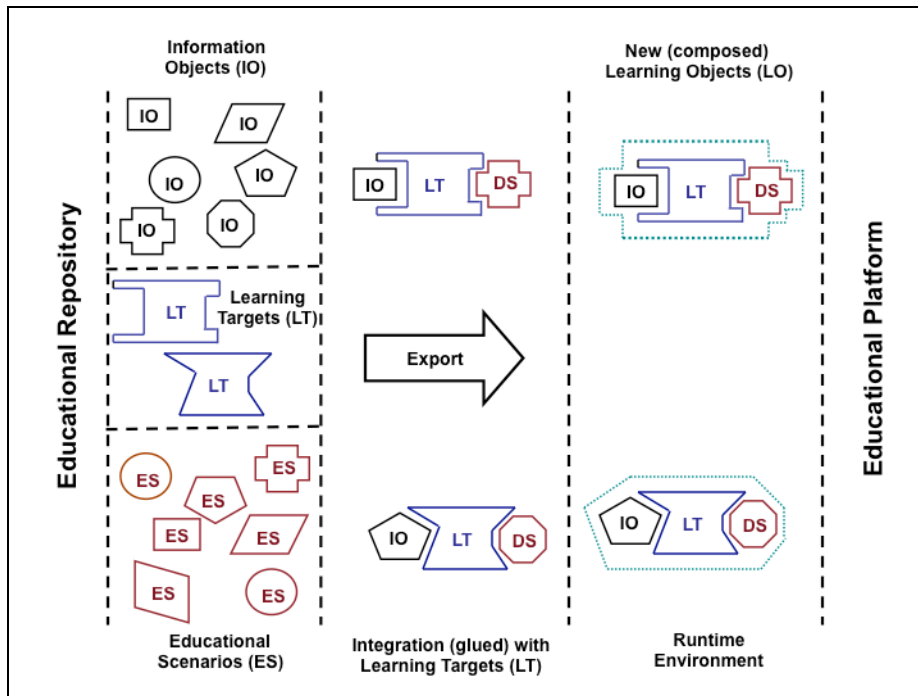 Information
Objects (IO)
New (composed)
Learning Objects (LO)
Educational Repository
IO
IO
IO
IO
IO
IO
Learning
Targets (LT)
LT
LT
ES
ES
ES
ES
ES
ES
ES
Educational
Scenarios (ES)
IO
LT
DS
Export
IO
LT
DS
Integration (glued) with
Learning Targets (LT)
IO
LT
DS
IO
LT
DS
Runtime
Environment
Educational Platform